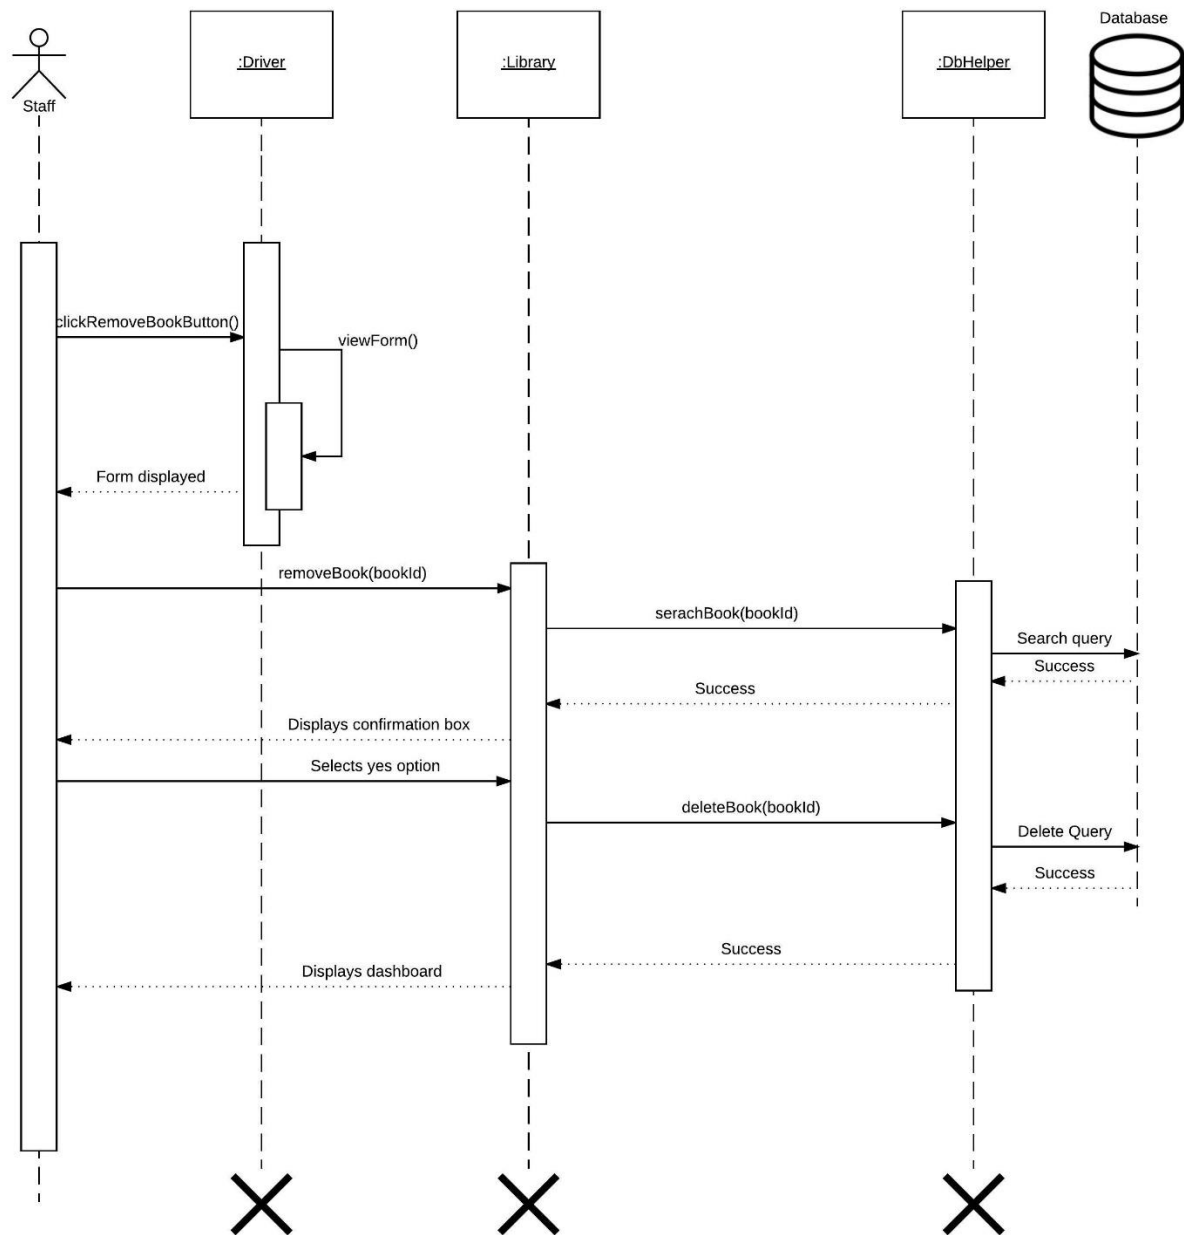 Database
:Driver
:Library
:DbHelper
Staff
clickRemoveBookButton()
viewForm()
Form displayed
removeBook(bookId)
serachBook(bookId)
Search query
Success
Success
Displays confirmation box
Selects yes option
deleteBook(bookId)
Delete Query
Success
Success
Displays dashboard